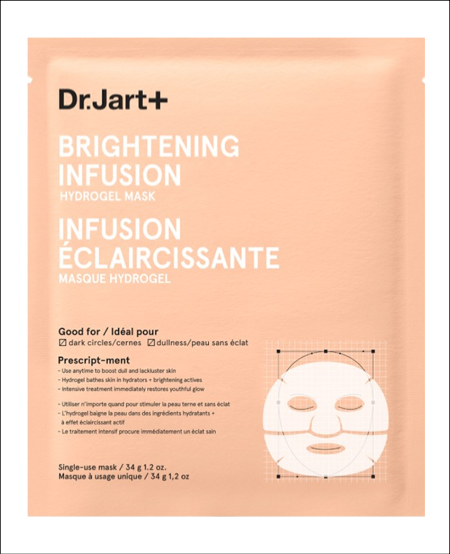 Dr.Jart+
BRIGHTENING
INFUSION
HYDROGEL MASK
INFUSION
ÉCLAIRCISSANTE
MASQUE HYDROGEL
Good for / Idéal pour
☑ dark circles/cernes ☑ dullness/peau sans éclat
Prescript-ment
- Use anytime to boost dull and lackluster skin
- Hydrogel bathes skin in hydrators + brightening actives
- Intensive treatment immediately restores youthful glow
- Utiliser n'importe quand pour stimuler la peau terne et sans éclat
- L'hydrogel baigne la peau dans des ingrédients hydratants +
à effet éclaircissant actif
- Le traitement intensif procure immédiatement un éclat sain
Single-use mask / 34 g 1.2 oz.
Masque à usage unique / 34 g 1,2 oz